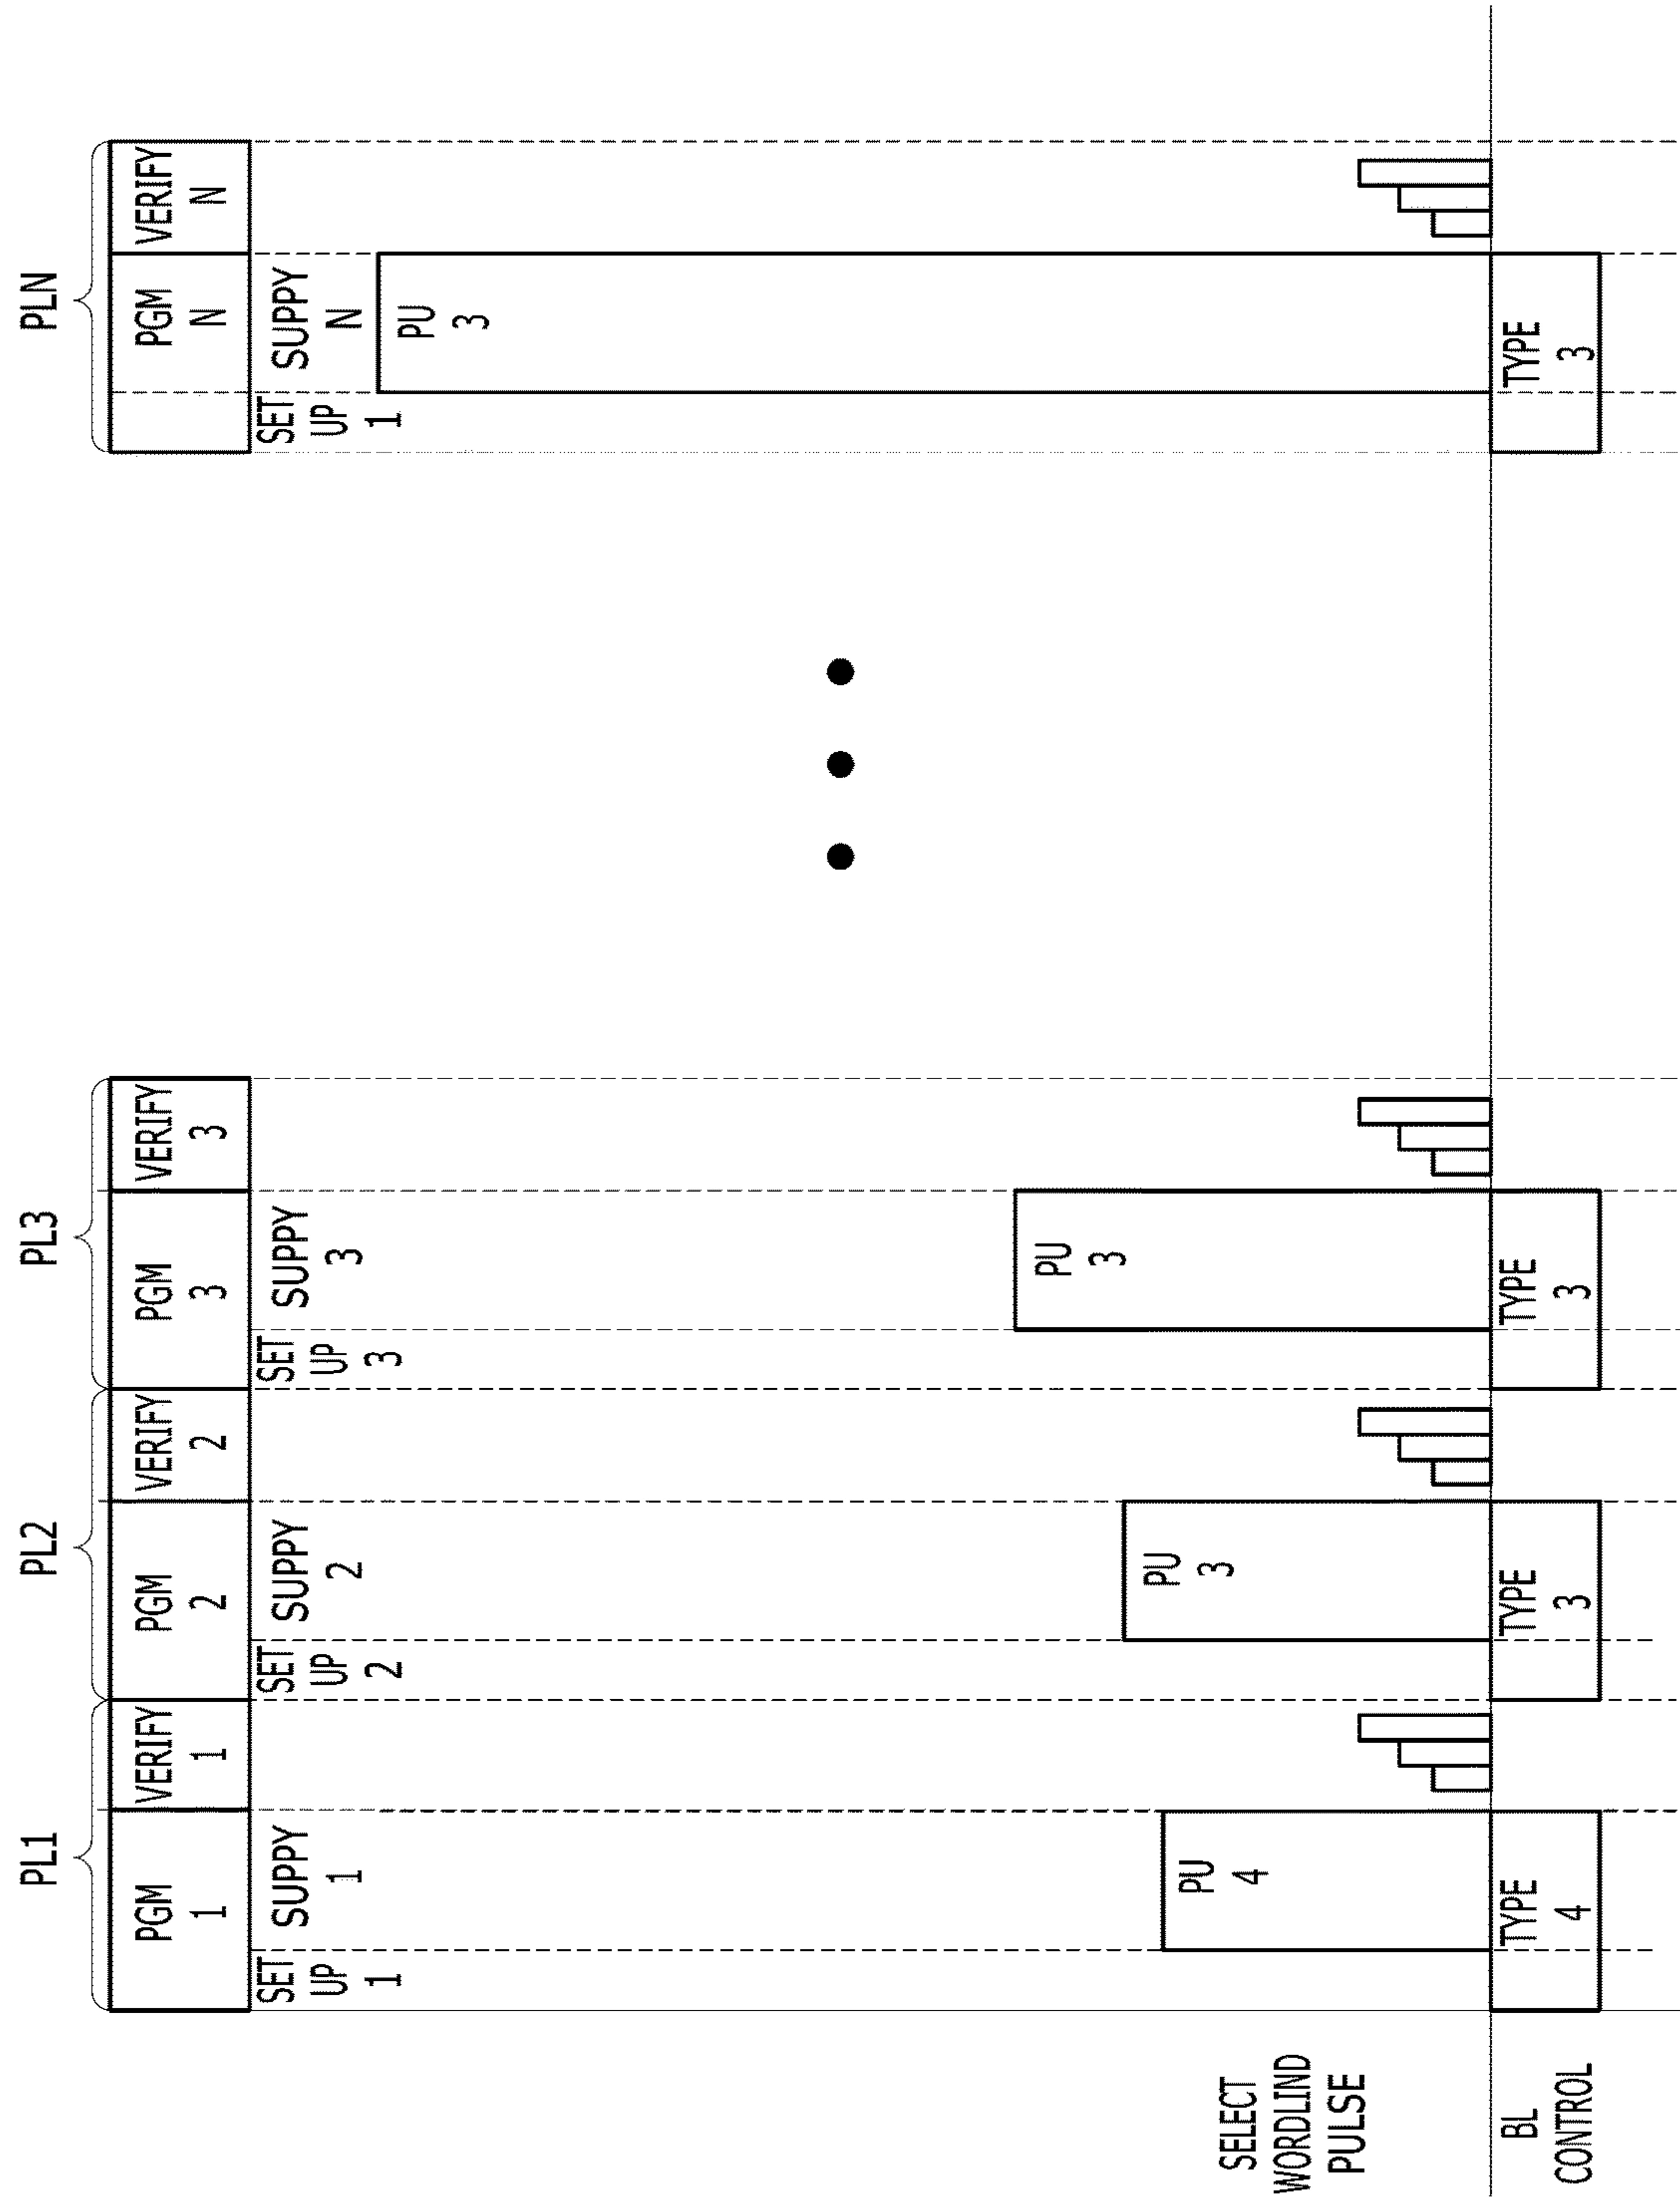 PL1
PL2
PL3
PLN
PGM
1
VERIFY
1
PGM
2
VERIFY
2
PGM
3
VERIFY
3
PGM
N
VERIFY
N
SET
UP
1
SUPPY
1
SET
UP
2
SUPPY
2
SET
UP
3
SUPPY
3
SET
UP
1
SUPPY
N
SELECT
WORDLIND
PULSE
PU
4
PU
3
PU
3
PU
3
BL
CONTROL
TYPE
4
TYPE
3
TYPE
3
TYPE
3